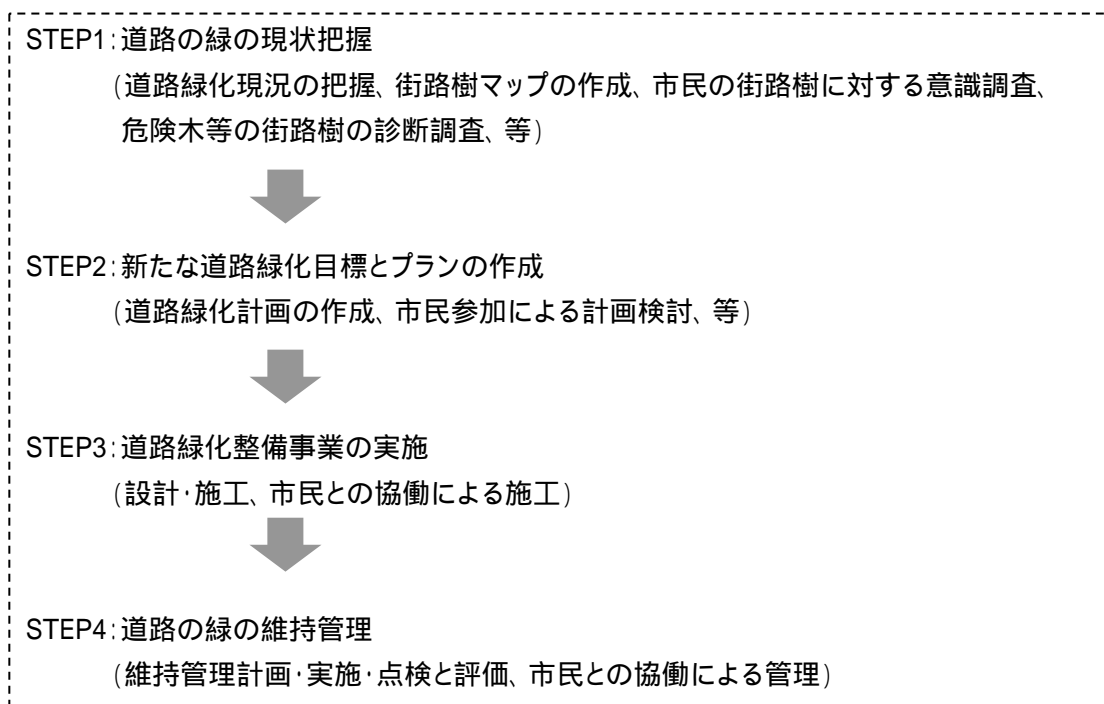 STEP1:道路の緑の現状把握
(道路緑化現況の把握、街路樹マップの作成、市民の街路樹に対する意識調査、
危険木等の街路樹の診断調査、等)
STEP2:新たな道路緑化目標とプランの作成
(道路緑化計画の作成、市民参加による計画検討、等)
STEP3:道路緑化整備事業の実施
(設計・施工、市民との協働による施工)
STEP4:道路の緑の維持管理
(維持管理計画・実施・点検と評価、市民との協働による管理)